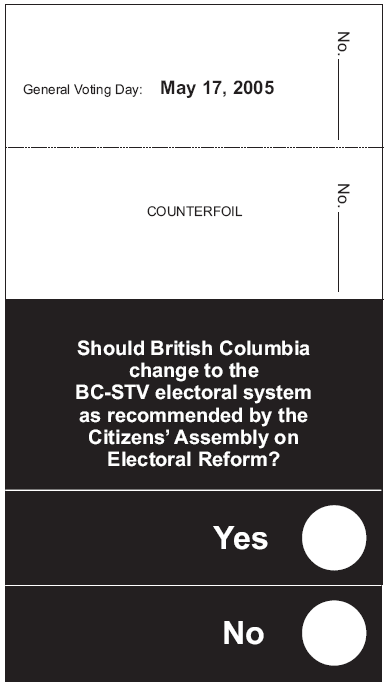 No.
General Voting Day: May 17, 2005
No.
COUNTERFOIL
Should British Columbia
change to the
BC-STV electoral system
as recommended by the
Citizens’ Assembly on
Electoral Reform?
Yes
No